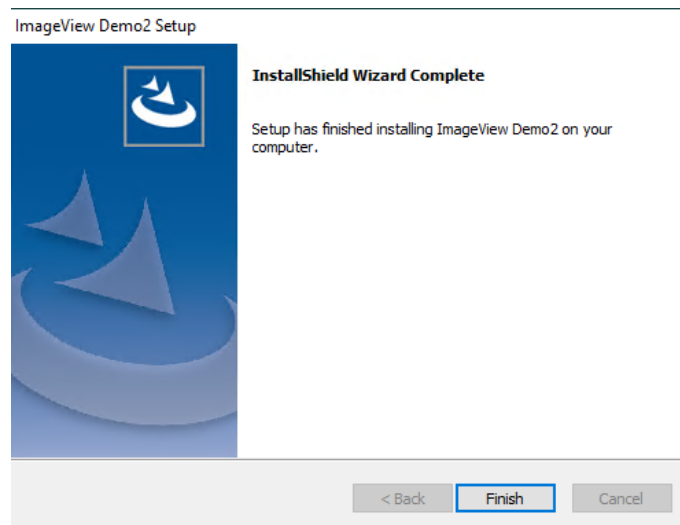 ImageView Demo2 Setup
InstallShield Wizard Complete
Setup has finished installing ImageView Demo2 on your
computer.
< Back
Finish
Cancel